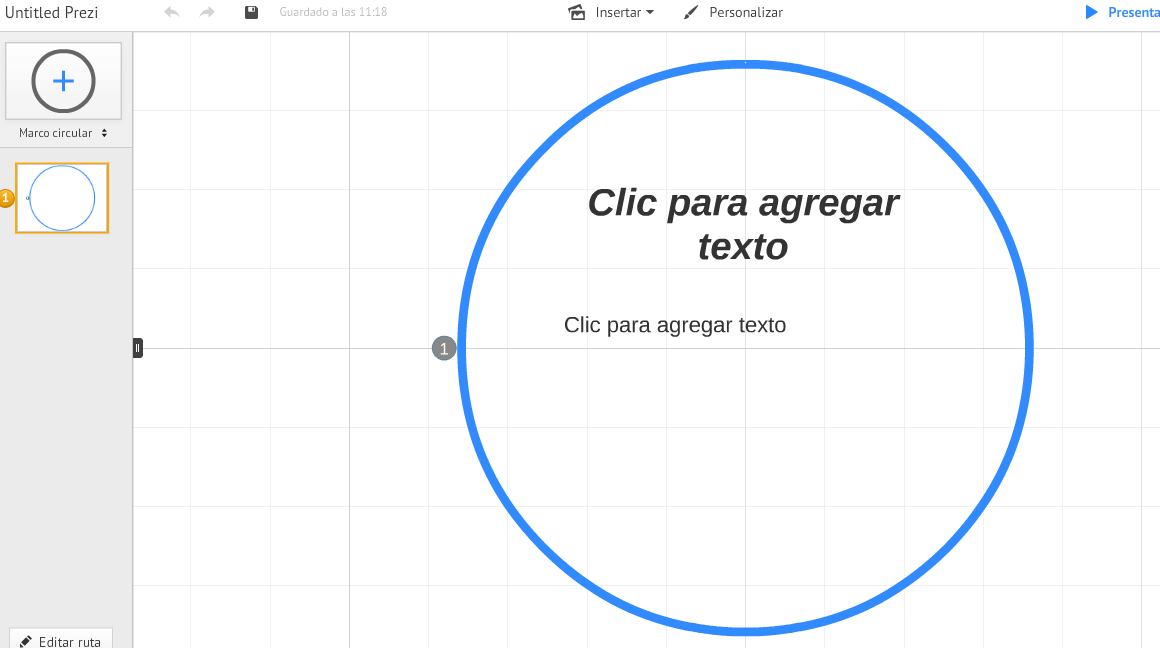 Untitled Prezi
Guardado a las 11:18
Insertar
Personalizar
Presenta
Marco circular
1
Clic para agregar
texto
Clic para agregar texto
1
Editar ruta